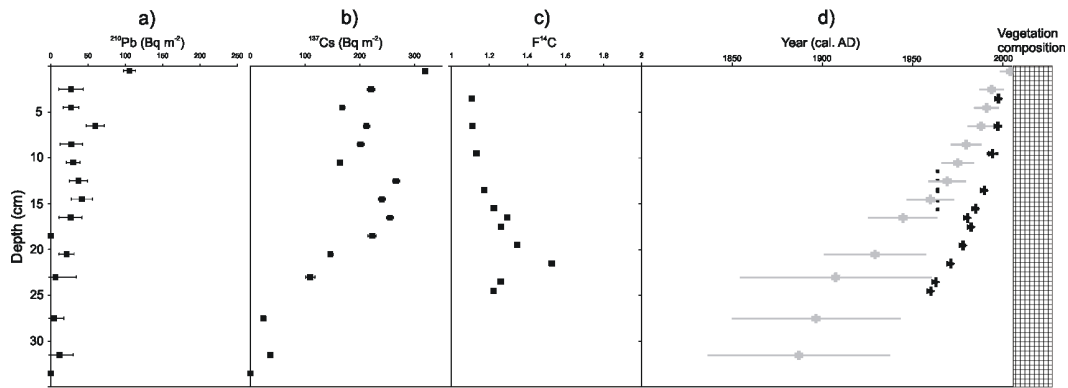 a) b) c) d)
²¹⁰Pb (Bq m⁻²) ¹³⁷Cs (Bq m⁻²) F¹⁴C Year (cal. AD) Vegetation
composition
0 50 100 150 200 250 0 100 200 300 1 1.2 1.4 1.6 1.8 2 1850 1900 1950 2000
5
10
15
20
25
30
Depth (cm)